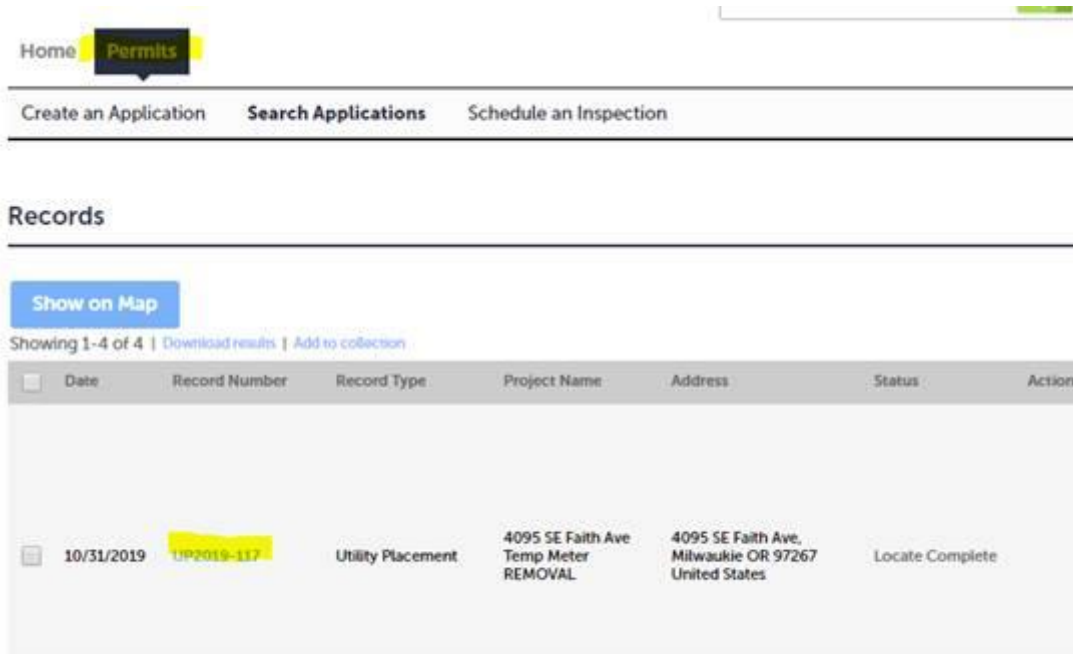 Home Permits
Create an Application Search Applications Schedule an Inspection
Records
Show on Map
Showing 1-4 of 4 | Download results | Add to collection
Date Record Number Record Type Project Name Address Status Action
10/31/2019 UP2019-117 Utility Placement 4095 SE Faith Ave 4095 SE Faith Ave, Locate Complete
Temp Meter Milwaukie OR 97267
REMOVAL United States